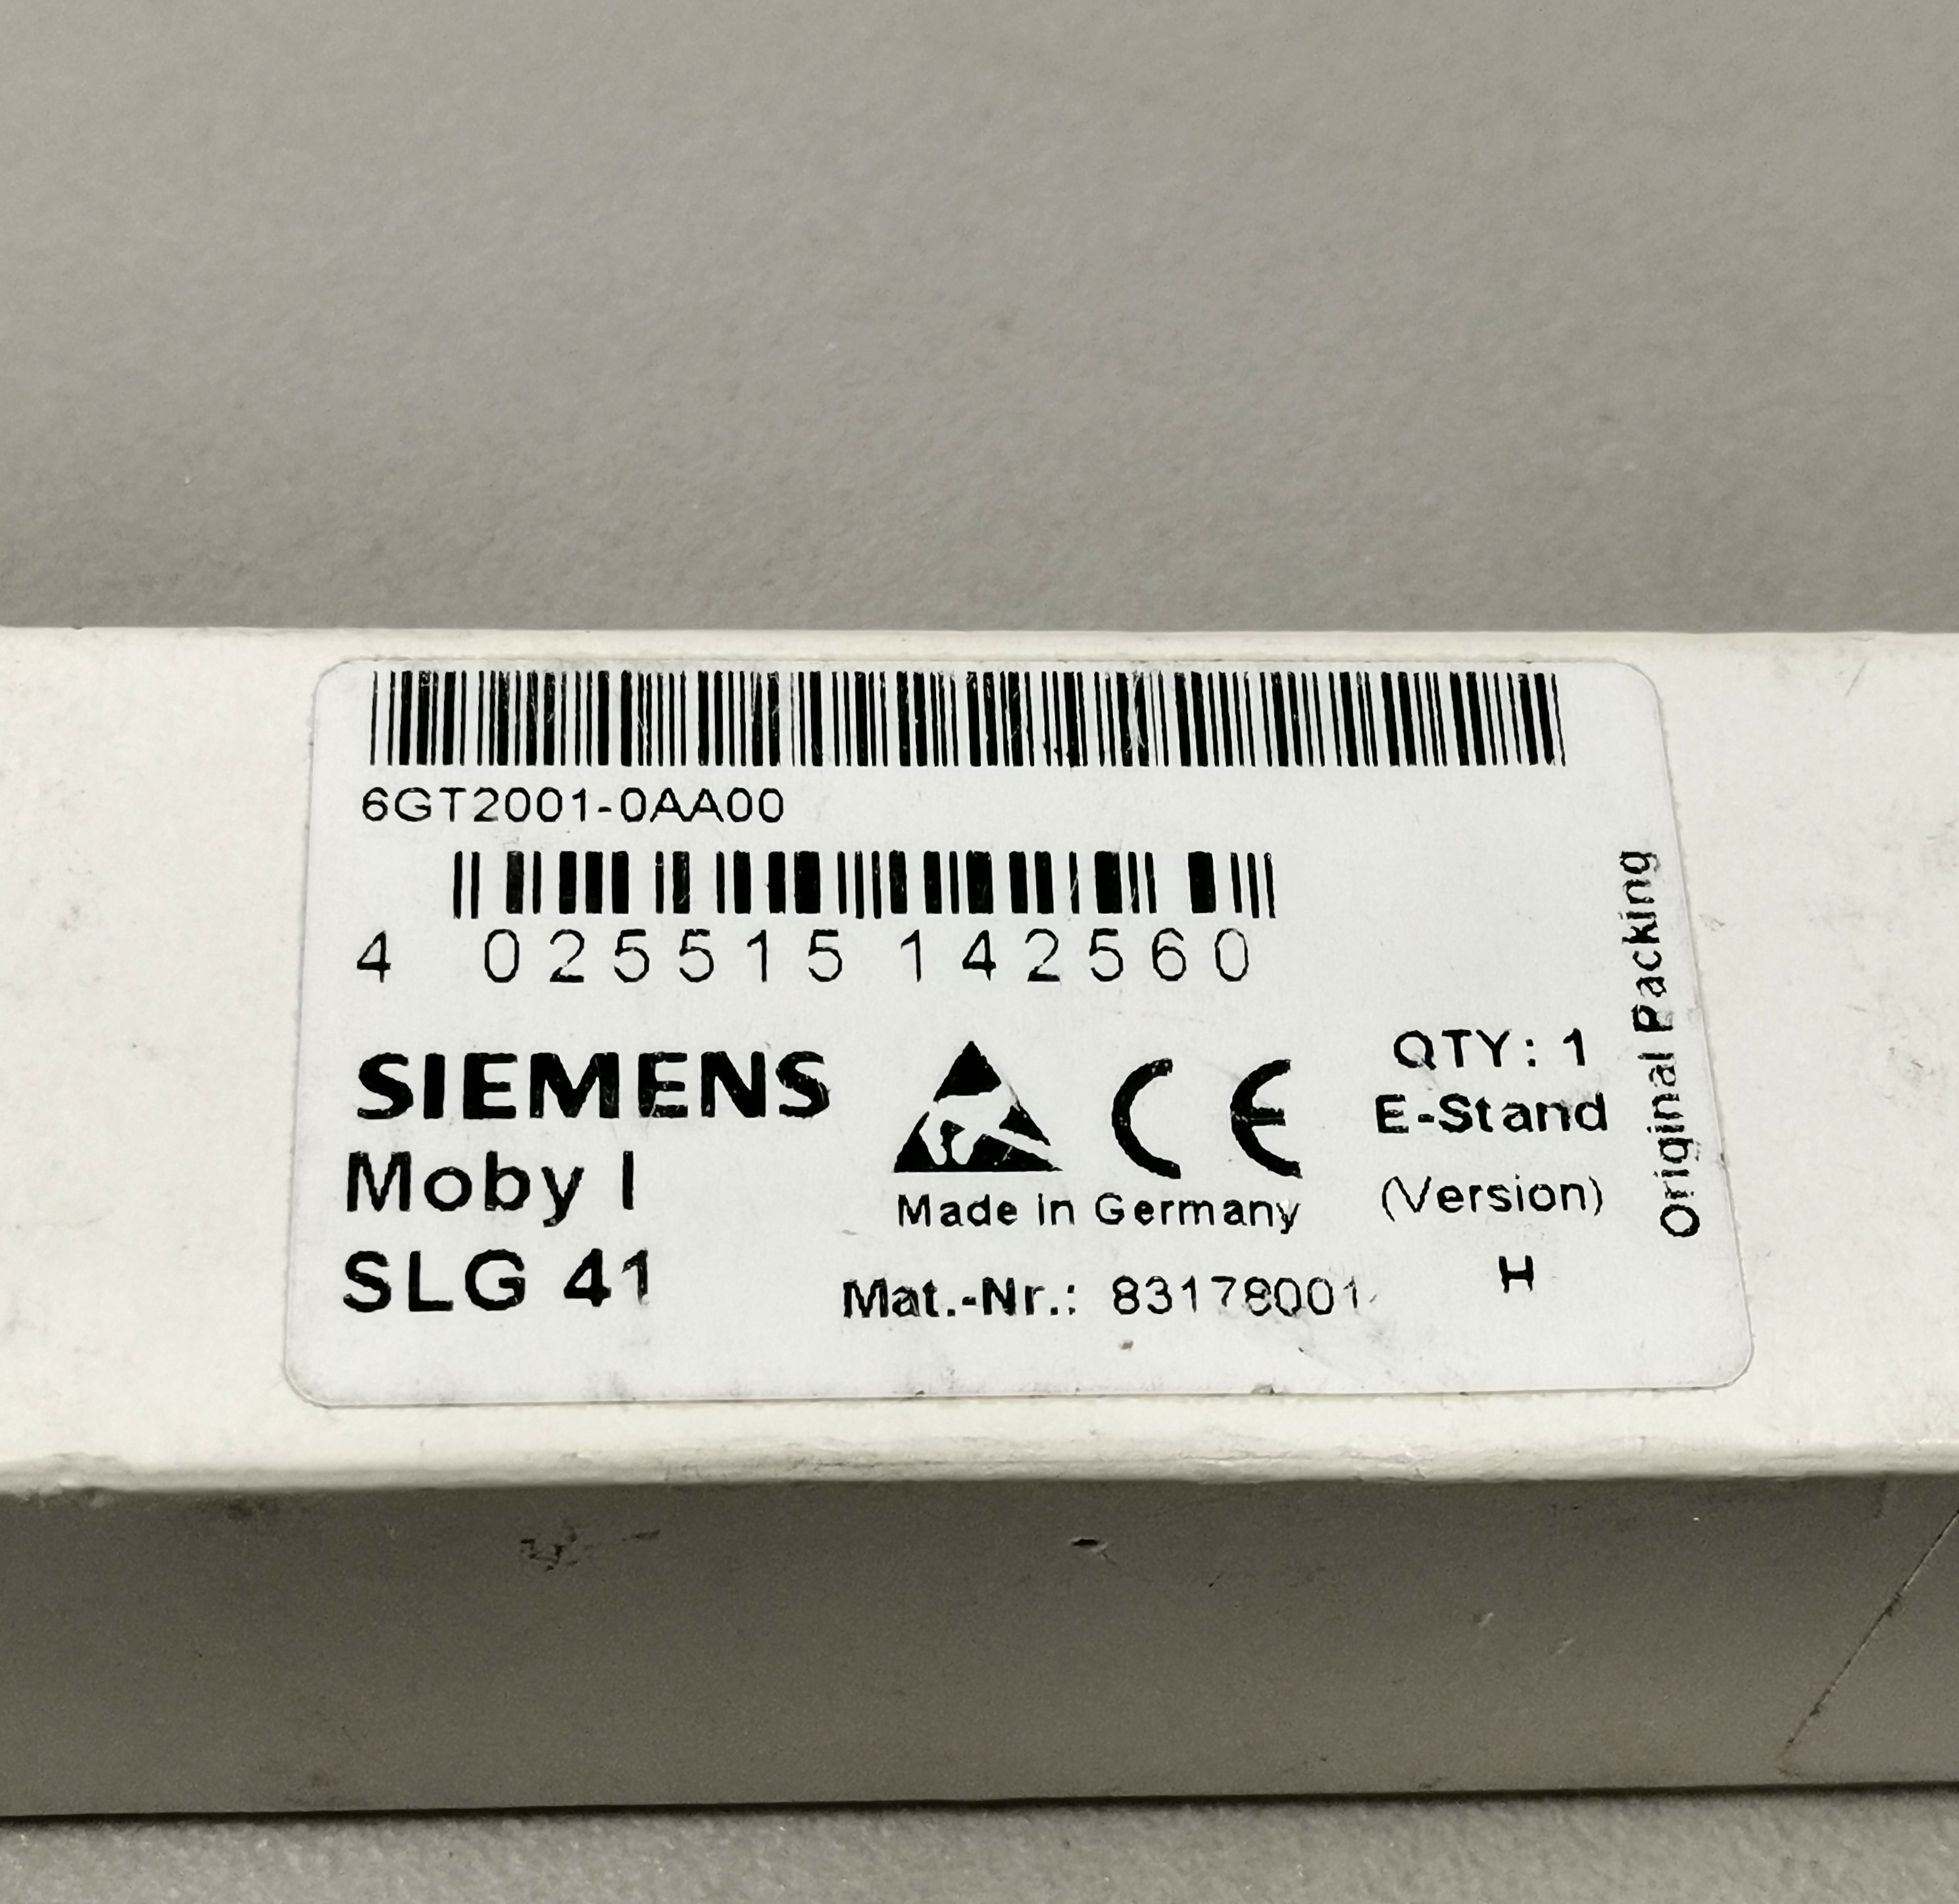 6GT2001-0AA00
4 025515 142560
SIEMENS
Moby I
SLG 41
CE
Made in Germany
Mat.-Nr.: 83178001
QTY: 1
E-Stand
(Version)
H
Original Packing